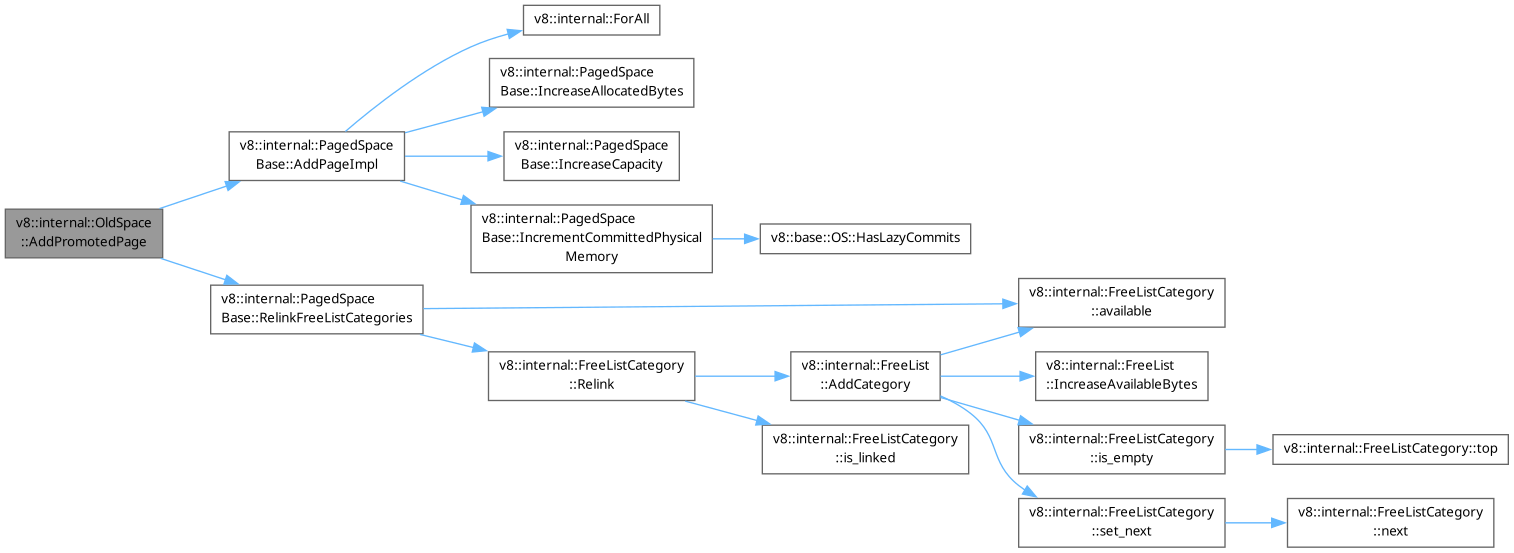 v8::internal::ForAll
v8::internal::PagedSpace
Base::IncreaseAllocatedBytes
v8::internal::PagedSpace
Base::AddPageImpl
v8::internal::PagedSpace
Base::IncreaseCapacity
v8::internal::OldSpace
::AddPromotedPage
v8::internal::PagedSpace
Base::IncrementCommittedPhysical
Memory
v8::base::OS::HasLazyCommits
v8::internal::PagedSpace
Base::RelinkFreeListCategories
v8::internal::FreeListCategory
::available
v8::internal::FreeListCategory
::Relink
v8::internal::FreeList
::AddCategory
v8::internal::FreeList
::IncreaseAvailableBytes
v8::internal::FreeListCategory
::is_linked
v8::internal::FreeListCategory
::is_empty
v8::internal::FreeListCategory::top
v8::internal::FreeListCategory
::set_next
v8::internal::FreeListCategory
::next